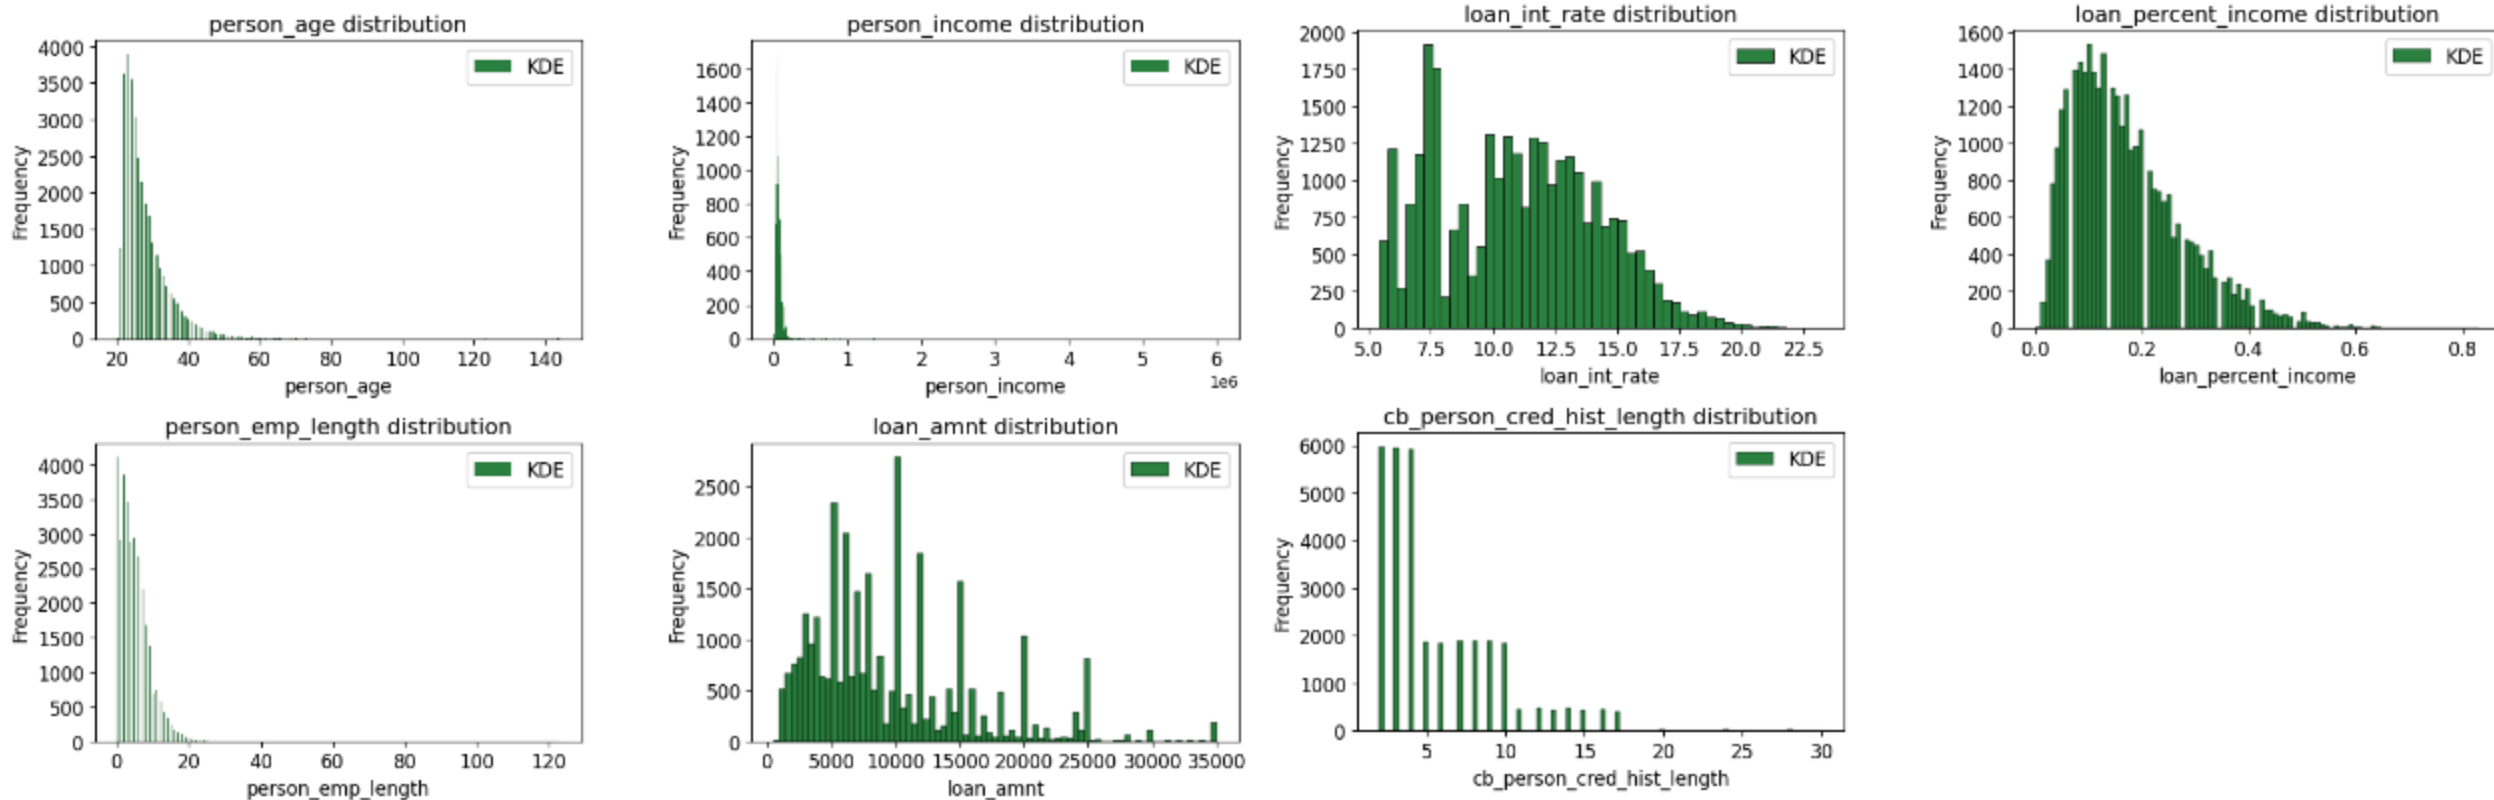 person_age distribution
KDE
Frequency
4000
3500
3000
2500
2000
1500
1000
500
0
20 40 60 80 100 120 140
person_age
person_income distribution
KDE
Frequency
1600
1400
1200
1000
800
600
400
200
0
0 1 2 3 4 5 6
1e6
person_income
loan_int_rate distribution
KDE
Frequency
2000
1750
1500
1250
1000
750
500
250
0
5.0 7.5 10.0 12.5 15.0 17.5 20.0 22.5
loan_int_rate
loan_percent_income distribution
KDE
Frequency
1600
1400
1200
1000
800
600
400
200
0
0.0 0.2 0.4 0.6 0.8
loan_percent_income
person_emp_length distribution
KDE
Frequency
4000
3500
3000
2500
2000
1500
1000
500
0
0 20 40 60 80 100 120
person_emp_length
loan_amnt distribution
KDE
Frequency
2500
2000
1500
1000
500
0
0 5000 10000 15000 20000 25000 30000 35000
loan_amnt
cb_person_cred_hist_length distribution
KDE
Frequency
6000
5000
4000
3000
2000
1000
0
5 10 15 20 25 30
cb_person_cred_hist_length